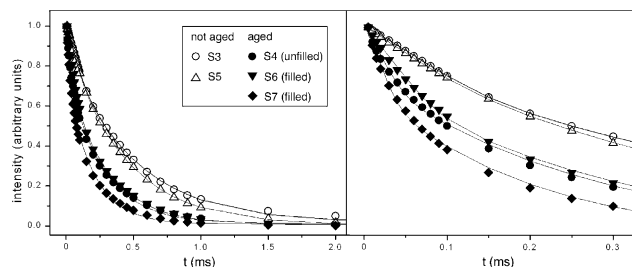 intensity (arbitrary units)
1.0
0.8
0.6
0.4
0.2
0.0
not aged aged
S3 S4 (unfilled)
S5 S6 (filled)
S7 (filled)
0.0 0.5 1.0 1.5 2.0
t (ms)
0.0 0.1 0.2 0.3
t (ms)